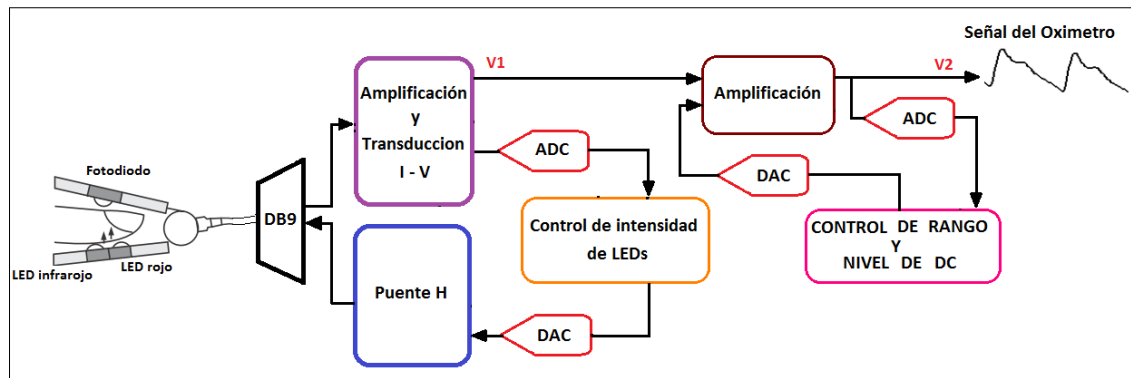 Señal del Oximetro
V1
V2
Amplificación
y
Transduccion
I - V
Amplificación
ADC
ADC
DAC
Fotodiodo
DB9
LED infrarojo
LED rojo
Puente H
Control de intensidad
de LEDs
CONTROL DE RANGO
Y
NIVEL DE DC
DAC